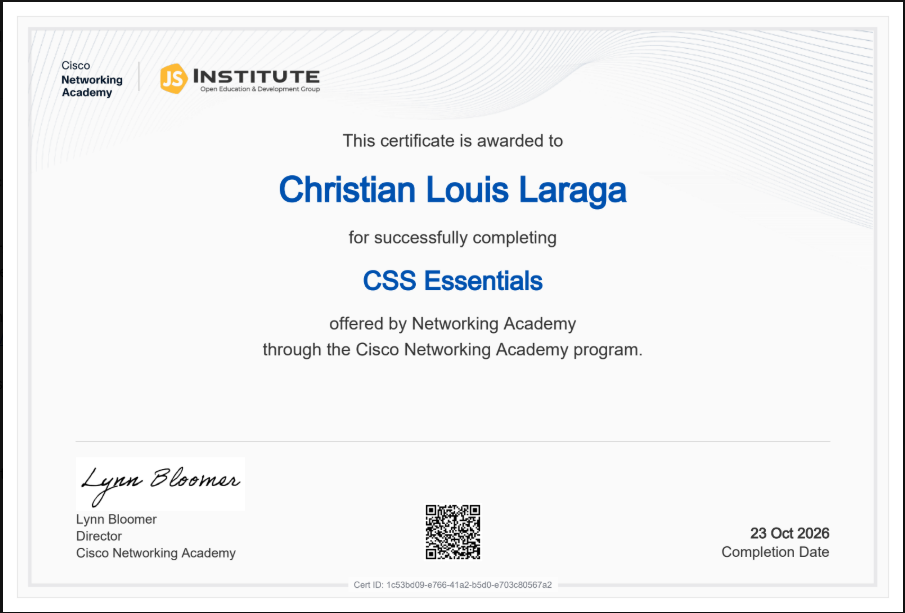 Cisco
Networking
Academy
JS INSTITUTE
Open Education & Development Group
This certificate is awarded to
Christian Louis Laraga
for successfully completing
CSS Essentials
offered by Networking Academy
through the Cisco Networking Academy program.
Lynn Bloomer
Lynn Bloomer
Director
Cisco Networking Academy
23 Oct 2026
Completion Date
Cert ID: 1c53bd09-e766-41a2-b5d0-e703c80567a2